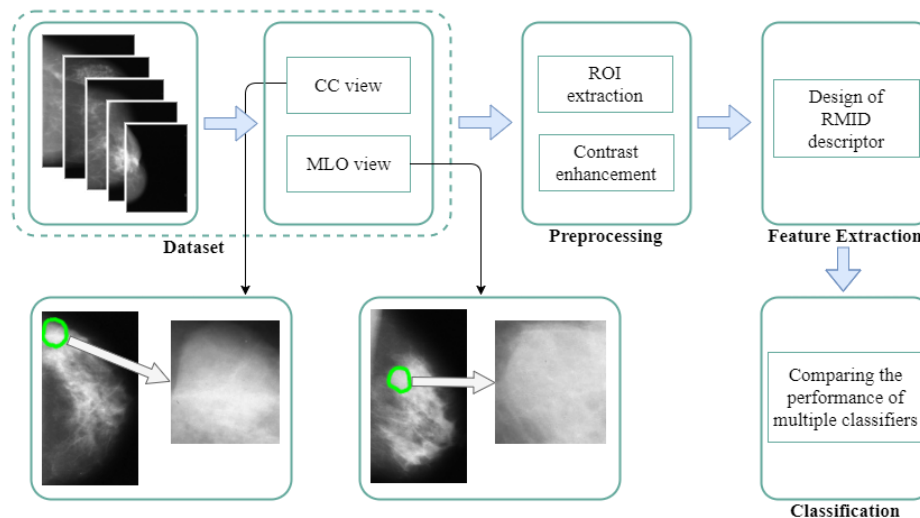 CC view
MLO view
Dataset
ROI
extraction
Contrast
enhancement
Preprocessing
Design of
RMID
descriptor
Feature Extraction
Comparing the
performance of
multiple classifiers
Classification